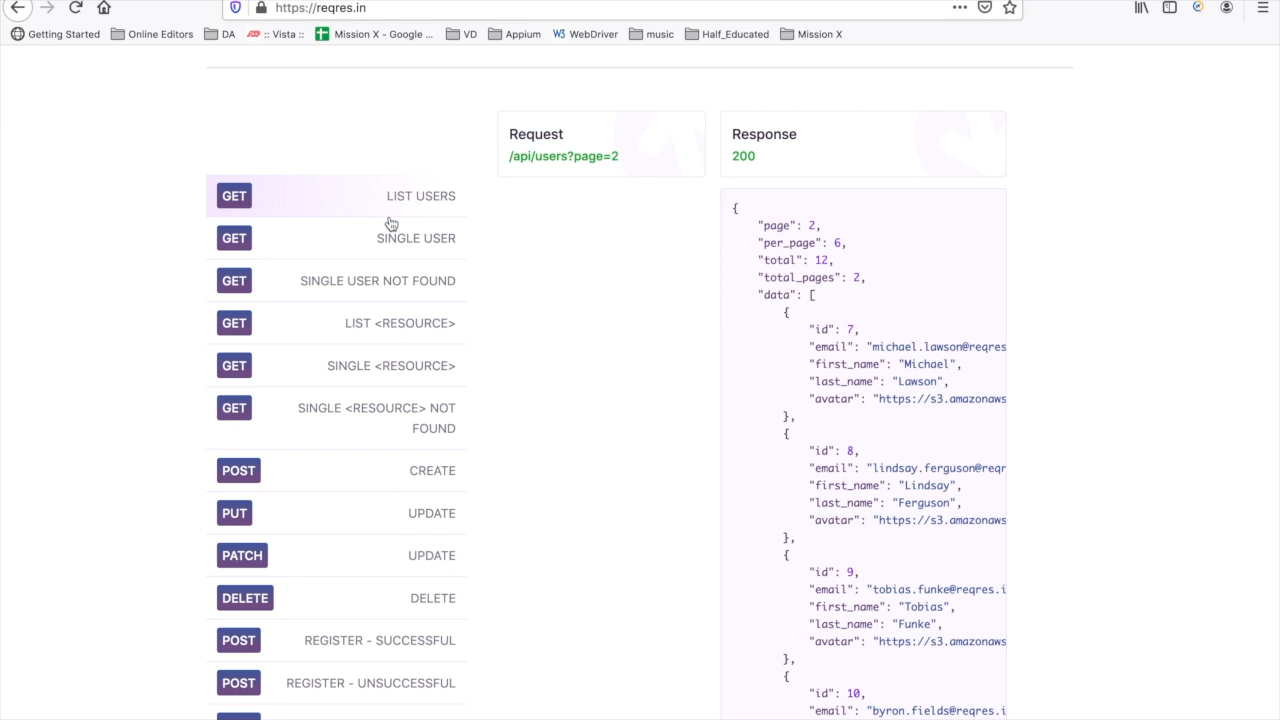 https://reqres.in
Getting Started
Online Editors
DA
:: Vista ::
Mission X - Google ...
VD
Appium
W3 WebDriver
music
Half_Educated
Mission X
Request
/api/users?page=2
Response
200
GET LIST USERS
GET SINGLE USER
GET SINGLE USER NOT FOUND
GET LIST <RESOURCE>
GET SINGLE <RESOURCE>
GET SINGLE <RESOURCE> NOT
FOUND
POST CREATE
PUT UPDATE
PATCH UPDATE
DELETE DELETE
POST REGISTER - SUCCESSFUL
POST REGISTER - UNSUCCESSFUL
{
"page": 2,
"per_page": 6,
"total": 12,
"total_pages": 2,
"data": [
{
"id": 7,
"email": "michael.lawson@reqres
"first_name": "Michael",
"last_name": "Lawson",
"avatar": "https://s3.amazonaws
},
{
"id": 8,
"email": "lindsay.ferguson@reqr
"first_name": "Lindsay",
"last_name": "Ferguson",
"avatar": "https://s3.amazonaws
},
{
"id": 9,
"email": "tobias.funke@reqres.i
"first_name": "Tobias",
"last_name": "Funke",
"avatar": "https://s3.amazonaws
},
{
"id": 10,
"email": "byron.fields@reqres.i